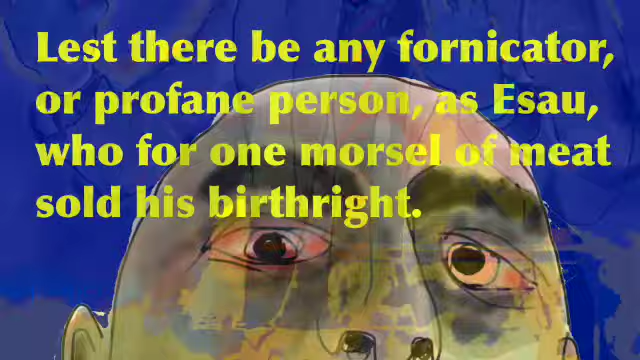 Lest there be any fornicator,
or profane person, as Esau,
who for one morsel of meat
sold his birthright.